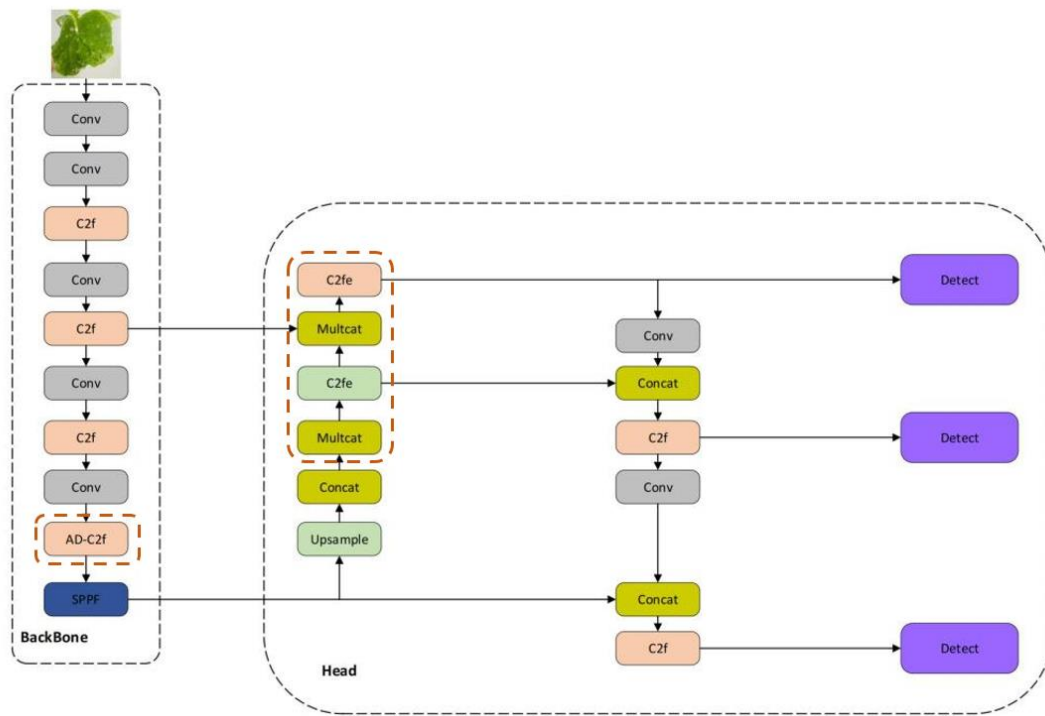 Conv
Conv
C2f
Conv
C2f
Conv
C2f
Conv
AD-C2f
SPPF
BackBone
C2fe
Multcat
C2fe
Multcat
Concat
Upsample
Head
Conv
Concat
C2f
Conv
Concat
C2f
Detect
Detect
Detect